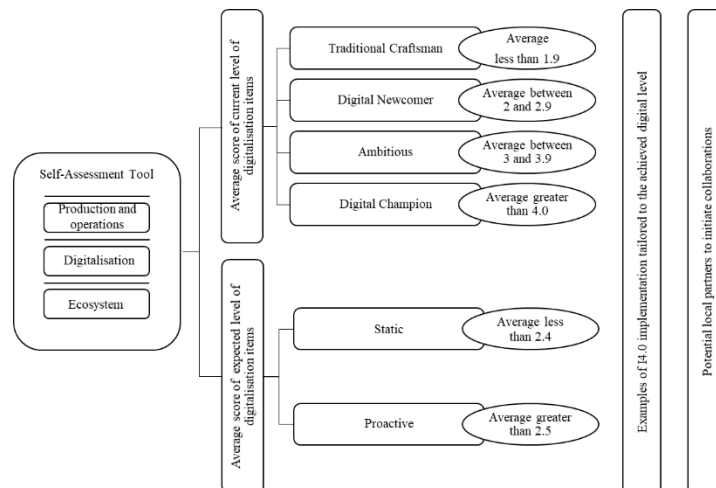 Self-Assessment Tool
Production and
operations
Digitalisation
Ecosystem
Average score of current level of
digitalisation items
Traditional Craftsman
Average
less than 1.9
Digital Newcomer
Average between
2 and 2.9
Ambitious
Average between
3 and 3.9
Digital Champion
Average greater
than 4.0
Average score of expected level of
digitalisation items
Static
Average less
than 2.4
Proactive
Average greater
than 2.5
Examples of I4.0 implementation tailored to the achieved digital level
Potential local partners to initiate collaborations